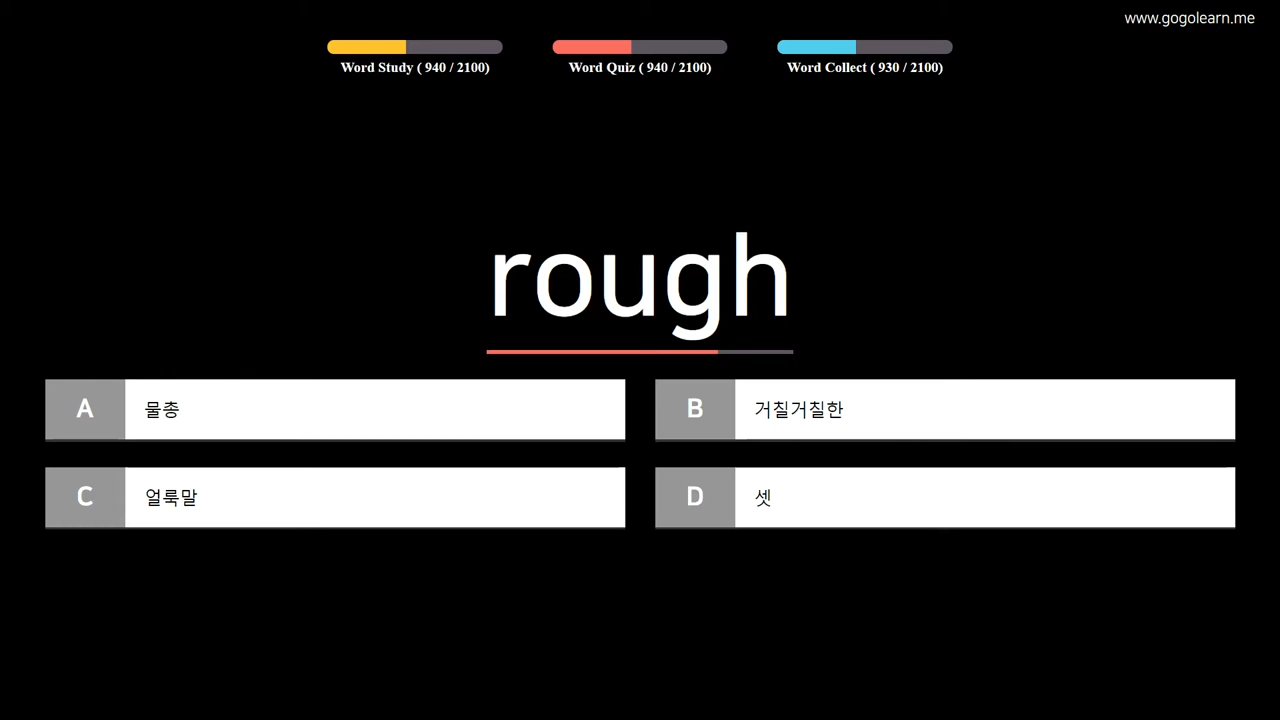 www.gogolearn.me
Word Study ( 940 / 2100)
Word Quiz ( 940 / 2100)
Word Collect ( 930 / 2100)
rough
A 물총
B 거칠거칠한
C 얼룩말
D 셋